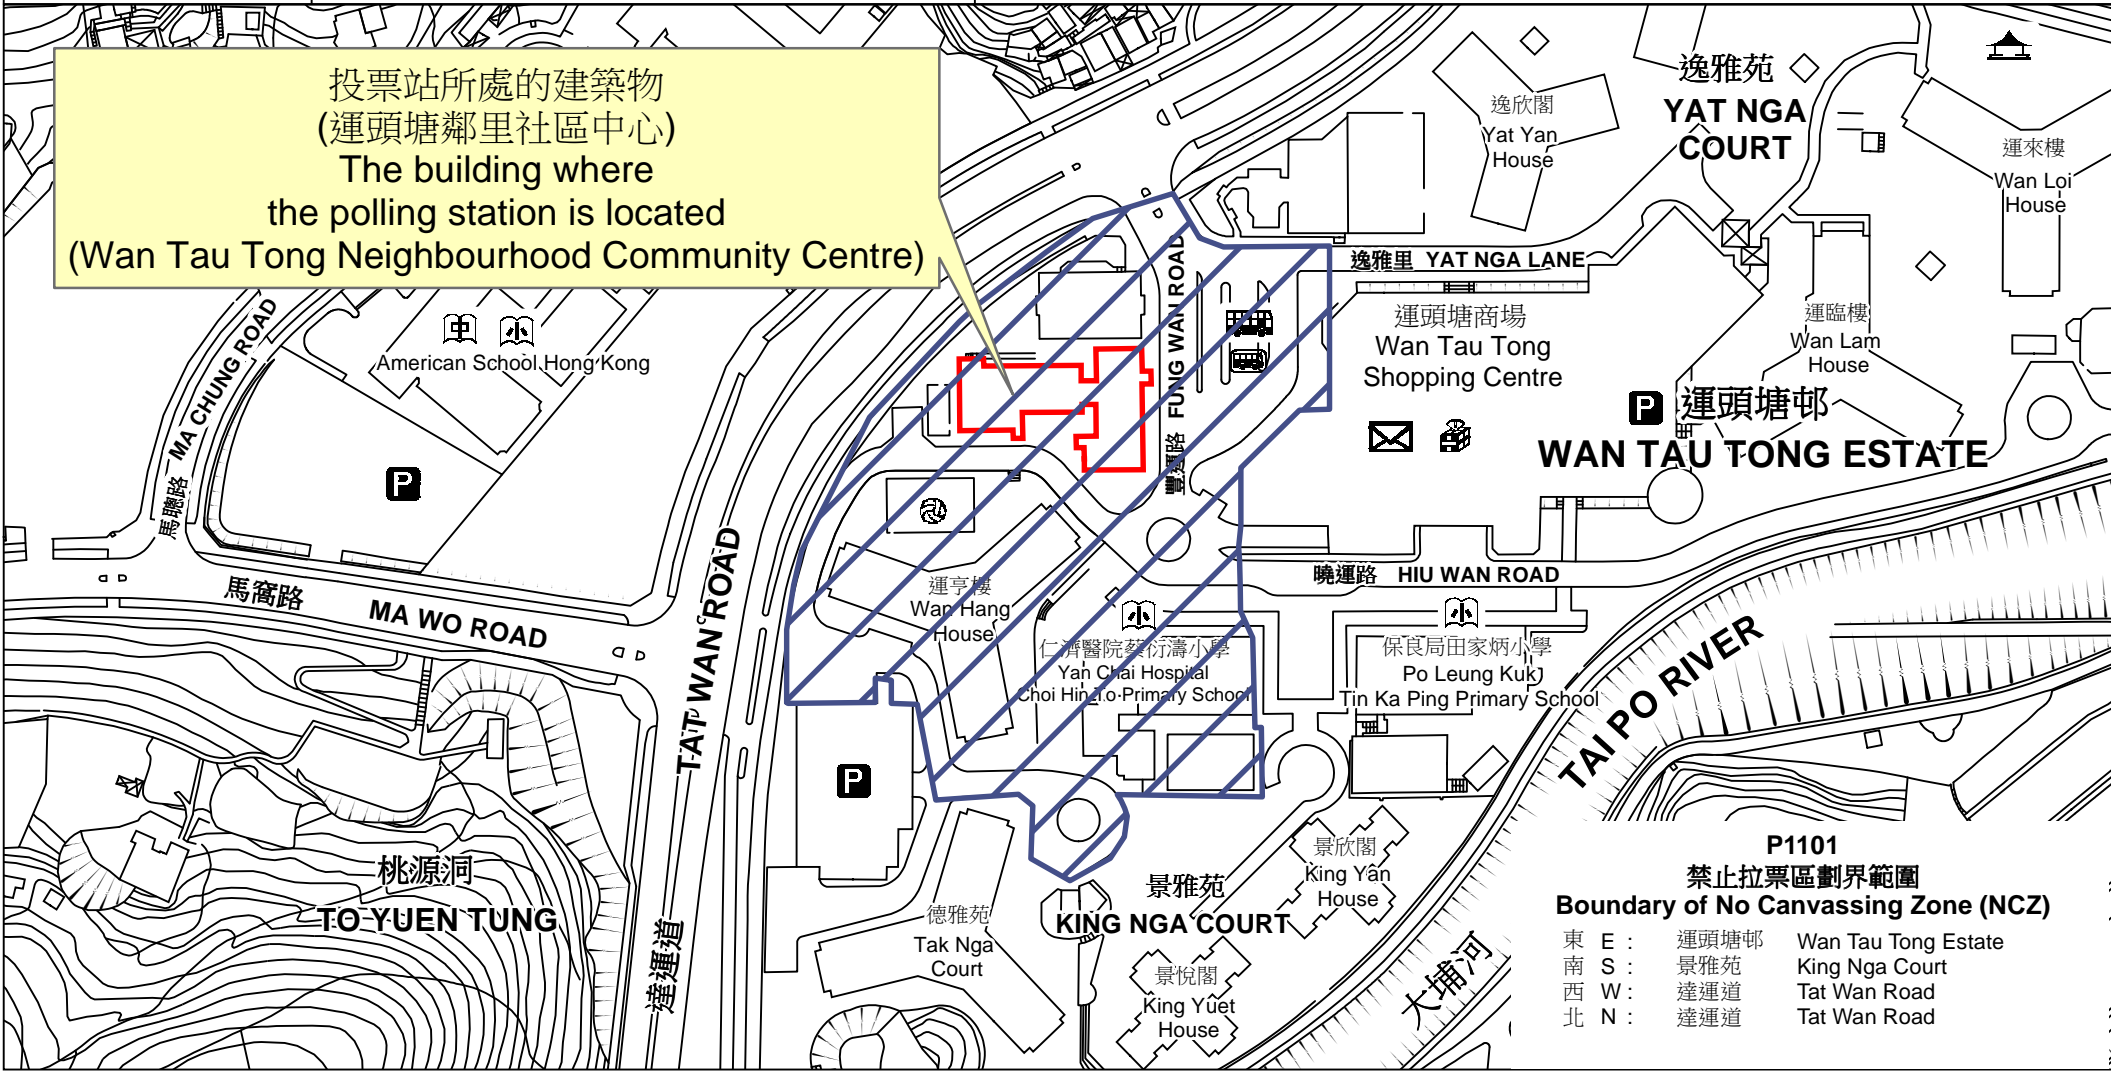 投票站所處的建築物
(運頭塘鄰里社區中心)
The building where
the polling station is located
(Wan Tau Tong Neighbourhood Community Centre)
逸雅苑
YAT NGA
COURT
逸欣閣
Yat Yan
House
運來樓
Wan Loi
House
逸雅里 YAT NGA LANE
運頭塘商場
Wan Tau Tong
Shopping Centre
運臨樓
Wan Lam
House
P 運頭塘邨
WAN TAU TONG ESTATE
中 小
American School Hong Kong
馬聰路 MA CHUNG ROAD
P
豐運路 FUNG WAN ROAD
馬窩路 MA WO ROAD
達運道 TAT WAN ROAD
運亨樓
Wan Hang
House
曉運路 HIU WAN ROAD
小
仁濟醫院蔡衍濤小學
Yan Chai Hospital
Choi Hin To Primary School
小
保良局田家炳小學
Po Leung Kuk
Tin Ka Ping Primary School
大埔河 TAI PO RIVER
P
桃源洞
TO YUEN TUNG
德雅苑
Tak Nga
Court
景雅苑
KING NGA COURT
景欣閣
King Yan
House
景悅閣
King Yuet
House
P1101
禁止拉票區劃界範圍
Boundary of No Canvassing Zone (NCZ)
東 E : 運頭塘邨 Wan Tau Tong Estate
南 S : 景雅苑 King Nga Court
西 W : 達運道 Tat Wan Road
北 N : 達運道 Tat Wan Road